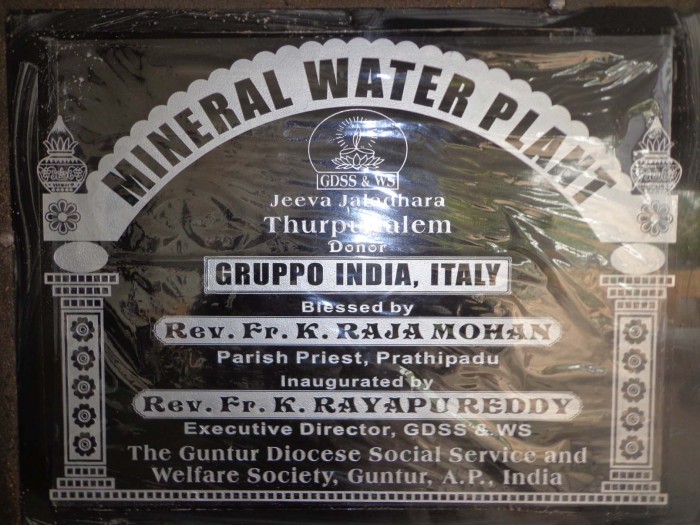 MINERAL WATER PLANT
GDSS & WS
Jeeva Jaladhara
Donor
GRUPPO INDIA, ITALY
Blessed by
Rev. Fr. K. RAJA MOHAN
Parish Priest, Prathipadu
Inaugurated by
Rev. Fr. K. RAYAPU REDDY
Executive Director, GDSS & WS
The Guntur Diocese Social Service and
Welfare Society, Guntur, A.P., India